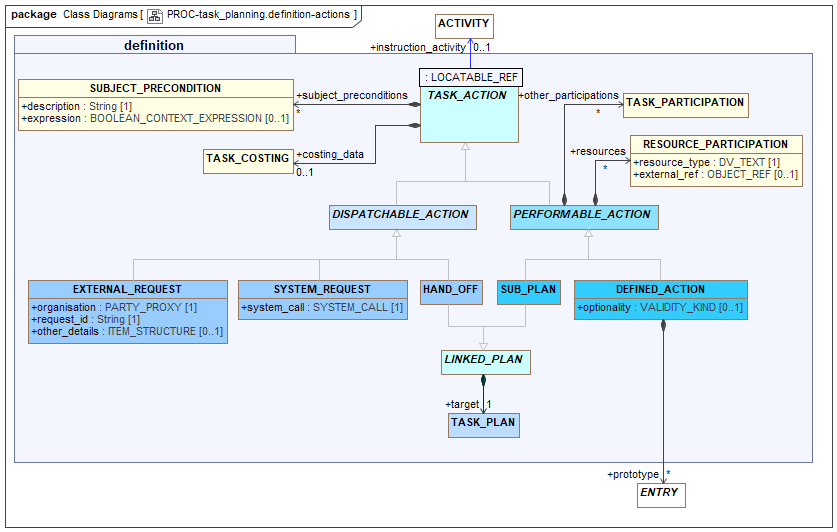 package Class Diagrams [ PROC-task_planning.definition-actions ]
ACTIVITY
definition
+instruction_activity 0..1
: LOCATABLE_REF
TASK_ACTION
SUBJECT_PRECONDITION
+description : String [1]
+expression : BOOLEAN_CONTEXT_EXPRESSION [0..1]
+subject_preconditions
*
+other_participations
*
TASK_PARTICIPATION
TASK_COSTING
+costing_data
0..1
+resources
*
RESOURCE_PARTICIPATION
+resource_type : DV_TEXT [1]
+external_ref : OBJECT_REF [0..1]
DISPATCHABLE_ACTION
PERFORMABLE_ACTION
EXTERNAL_REQUEST
+organisation : PARTY_PROXY [1]
+request_id : String [1]
+other_details : ITEM_STRUCTURE [0..1]
SYSTEM_REQUEST
+system_call : SYSTEM_CALL [1]
HAND_OFF
SUB_PLAN
DEFINED_ACTION
+optionality : VALIDITY_KIND [0..1]
LINKED_PLAN
+target 1
TASK_PLAN
+prototype *
ENTRY